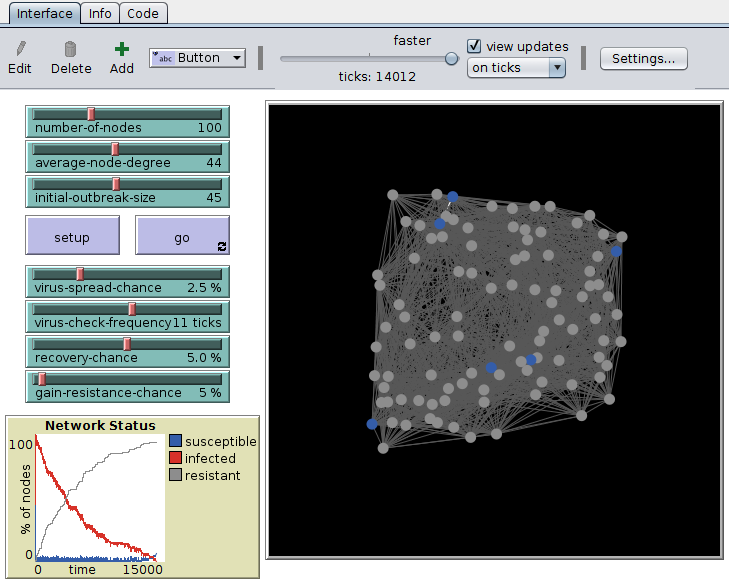 Interface Info Code
Edit Delete Add abc Button faster ticks: 14012 view updates on ticks Settings...
number-of-nodes 100
average-node-degree 44
initial-outbreak-size 45
setup go
virus-spread-chance 2.5 %
virus-check-frequency 11 ticks
recovery-chance 5.0 %
gain-resistance-chance 5 %
Network Status
100
% of nodes
0
0 time 15000
susceptible
infected
resistant